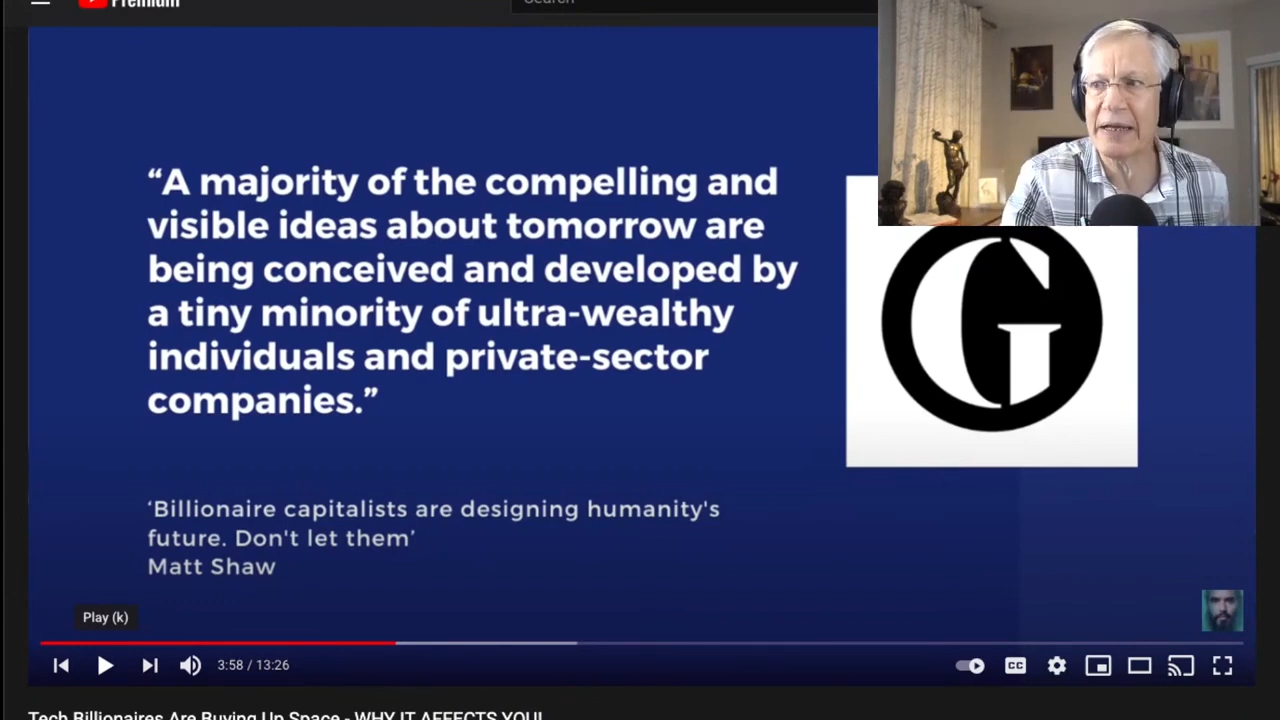 Premium
Search
“A majority of the compelling and
visible ideas about tomorrow are
being conceived and developed by
a tiny minority of ultra-wealthy
individuals and private-sector
companies.”
G
‘Billionaire capitalists are designing humanity's
future. Don't let them’
Matt Shaw
Play (k)
3:58 / 13:26
CC
Tech Billionaires Are Buying Up Space - WHY IT AFFECTS YOU!